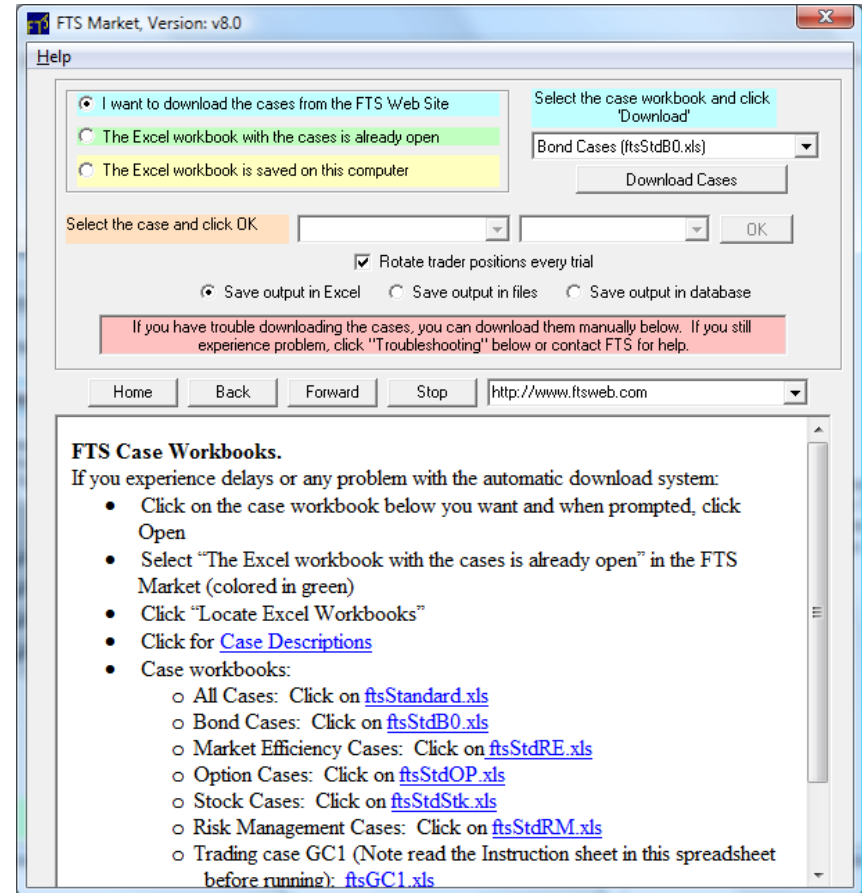 FTS Market, Version: v8.0
Help
I want to download the cases from the FTS Web Site
The Excel workbook with the cases is already open
The Excel workbook is saved on this computer
Select the case workbook and click
'Download'
Bond Cases (ftsStdB0.xls)
Download Cases
Select the case and click OK
OK
Rotate trader positions every trial
Save output in Excel
Save output in files
Save output in database
If you have trouble downloading the cases, you can download them manually below. If you still
experience problem, click "Troubleshooting" below or contact FTS for help.
Home
Back
Forward
Stop
http://www.ftsweb.com
FTS Case Workbooks.
If you experience delays or any problem with the automatic download system:
• Click on the case workbook below you want and when prompted, click
Open
• Select “The Excel workbook with the cases is already open” in the FTS
Market (colored in green)
• Click “Locate Excel Workbooks”
• Click for Case Descriptions
• Case workbooks:
o All Cases: Click on ftsStandard.xls
o Bond Cases: Click on ftsStdB0.xls
o Market Efficiency Cases: Click on ftsStdRE.xls
o Option Cases: Click on ftsStdOP.xls
o Stock Cases: Click on ftsStdStk.xls
o Risk Management Cases: Click on ftsStdRM.xls
o Trading case GC1 (Note read the Instruction sheet in this spreadsheet
before running): ftsGC1.xls